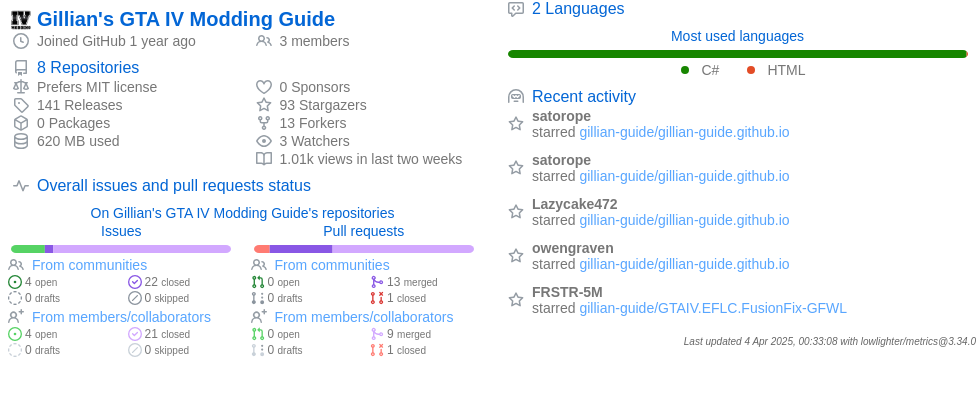 Gillian's GTA IV Modding Guide
Joined GitHub 1 year ago
3 members
8 Repositories
Prefers MIT license
0 Sponsors
141 Releases
93 Stargazers
0 Packages
13 Forkers
620 MB used
3 Watchers
1.01k views in last two weeks
Overall issues and pull requests status
On Gillian's GTA IV Modding Guide's repositories
Issues
From communities
4 open
22 closed
0 drafts
0 skipped
From members/collaborators
4 open
21 closed
0 drafts
0 skipped
Pull requests
From communities
0 open
13 merged
0 drafts
1 closed
From members/collaborators
0 open
9 merged
0 drafts
1 closed
2 Languages
Most used languages
C#
HTML
Recent activity
satorope
starred gillian-guide/gillian-guide.github.io
satorope
starred gillian-guide/gillian-guide.github.io
Lazycake472
starred gillian-guide/gillian-guide.github.io
owengraven
starred gillian-guide/gillian-guide.github.io
FRSTR-5M
starred gillian-guide/GTAIV.EFLC.FusionFix-GFWL
Last updated 4 Apr 2025, 00:33:08 with lowlighter/metrics@3.34.0